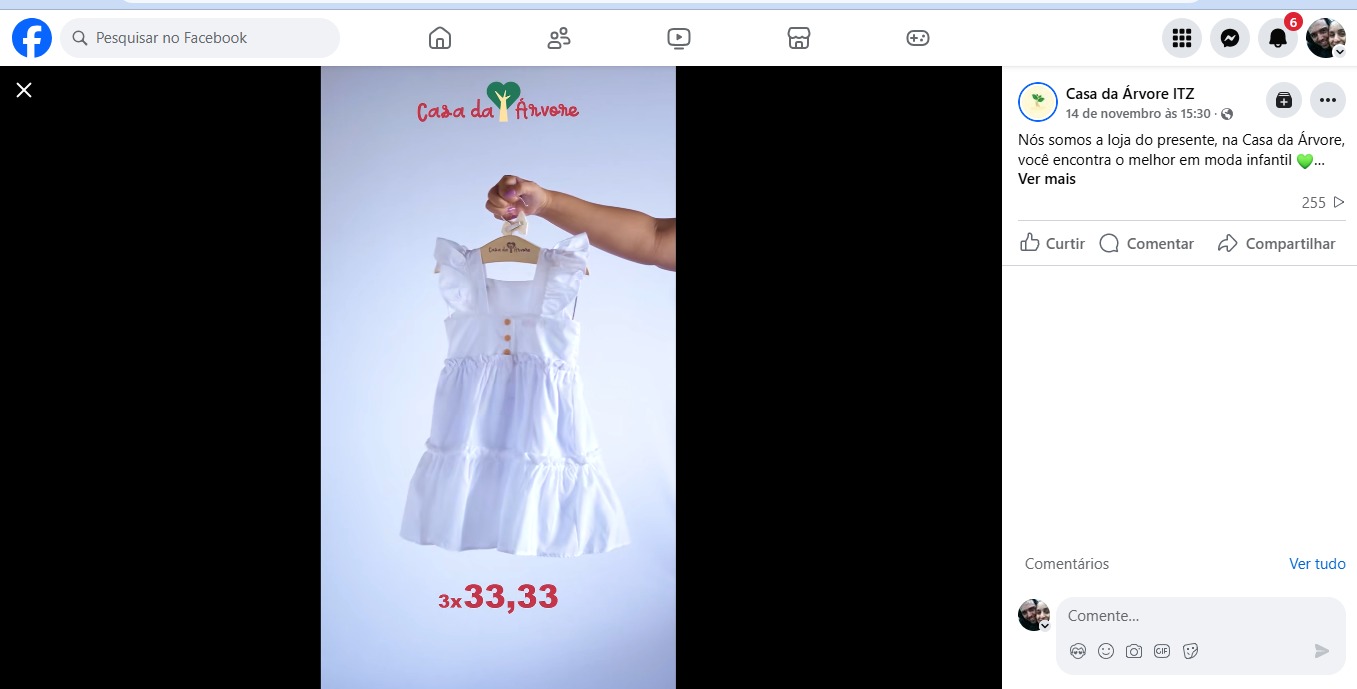 Pesquisar no Facebook
6
Casa da Árvore
Casa da Árvore
3x33,33
Casa da Árvore ITZ
14 de novembro às 15:30 ·
Nós somos a loja do presente, na Casa da Árvore,
você encontra o melhor em moda infantil 💚...
Ver mais
255
Curtir
Comentar
Compartilhar
Comentários
Ver tudo
Comente...
GIF